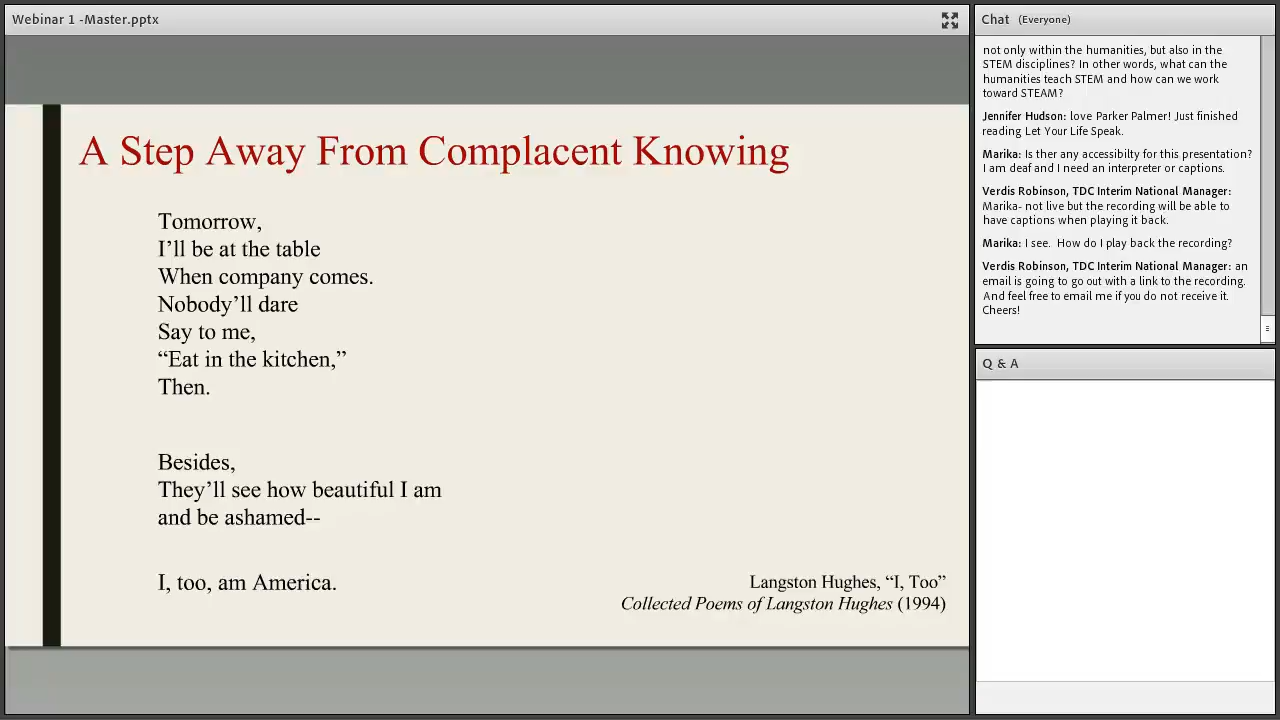 Webinar 1 -Master.pptx
A Step Away From Complacent Knowing
Tomorrow,
I’ll be at the table
When company comes.
Nobody’ll dare
Say to me,
“Eat in the kitchen,”
Then.
Besides,
They’ll see how beautiful I am
and be ashamed--
I, too, am America.
Langston Hughes, “I, Too”
Collected Poems of Langston Hughes (1994)
Chat (Everyone)
not only within the humanities, but also in the
STEM disciplines? In other words, what can the
humanities teach STEM and how can we work
toward STEAM?
Jennifer Hudson: love Parker Palmer! Just finished
reading Let Your Life Speak.
Marika: Is ther any accessibilty for this presentation?
I am deaf and I need an interpreter or captions.
Verdis Robinson, TDC Interim National Manager:
Marika- not live but the recording will be able to
have captions when playing it back.
Marika: I see. How do I play back the recording?
Verdis Robinson, TDC Interim National Manager: an
email is going to go out with a link to the recording.
And feel free to email me if you do not receive it.
Cheers!
Q & A